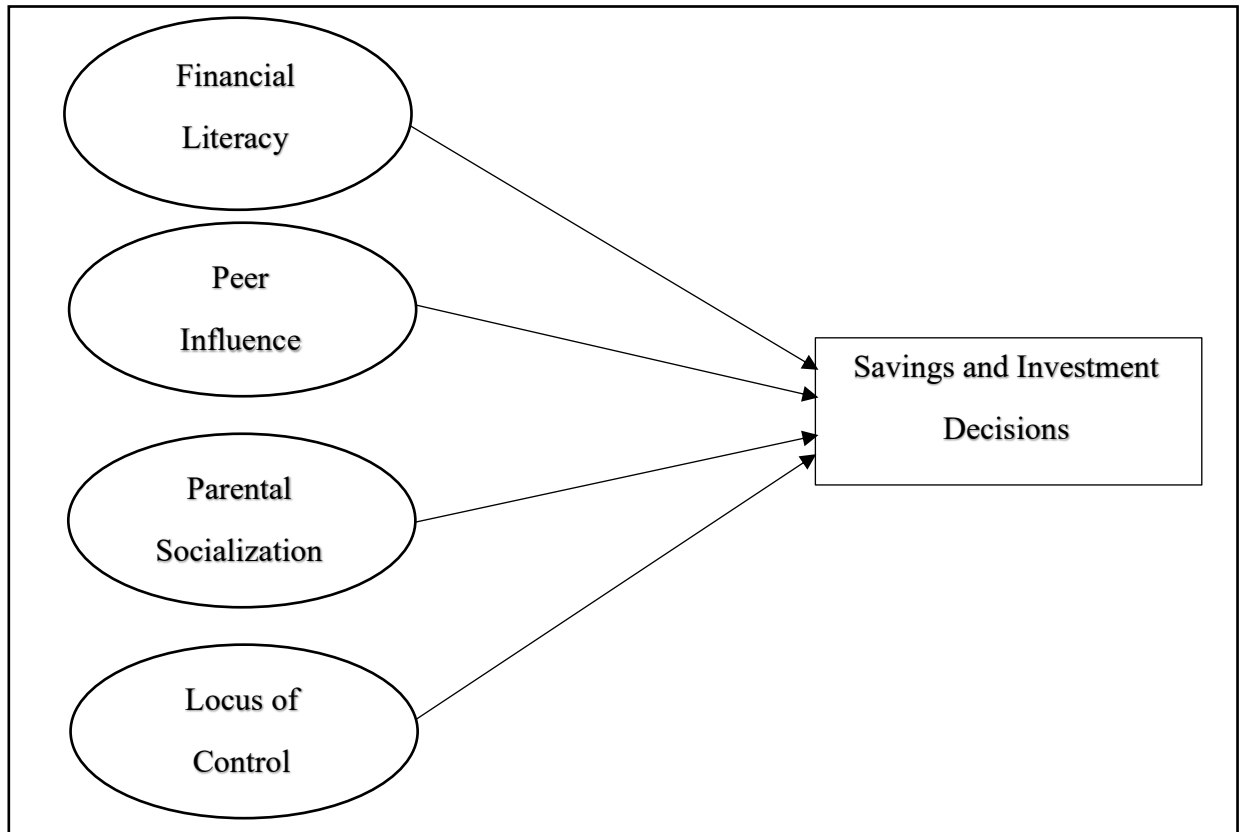 Financial
Literacy
Peer
Influence
Savings and Investment
Decisions
Parental
Socialization
Locus of
Control